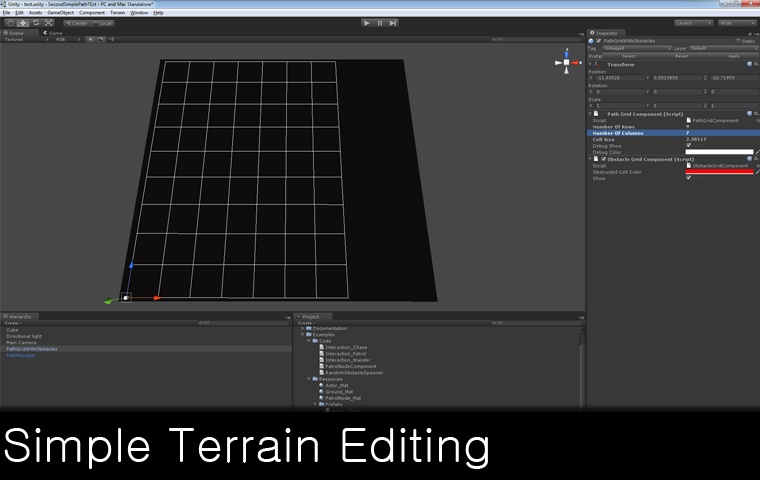 Unity - test.unity - SecondSimplePathTEst - PC and Mac Standalone*
File Edit Assets GameObject Component Terrain Window Help
Center Local
Layers Wide
Scene Game
Textured RGB
Inspector
PathGridWithObstacles Static
Tag Untagged Layer Default
Prefab Select Revert Apply
Transform
Position
X -11.40526 Y Z -10.71909
Rotation
X 0 Y 0 Z 0
Scale
X 1 Y 1 Z 1
Path Grid Component (Script)
Script PathGridComponent
Number Of Rows 9
Number Of Columns 7
Cell Size 2.38117
Debug Show
Debug Color
Obstacle Grid Component (Script)
Script ObstacleGridComponent
Obstructed Cell Color
Show
Hierarchy
Create
Cube
Directional light
Main Camera
PathGridWithObstacles
PathManager
Project
Create
Documentation
Examples
Code
Interaction_Chase
Interaction_Patrol
Interaction_Wander
PatrolNodeComponent
RandomObstacleSpawner
Resources
Actor_Mat
Ground_Mat
PatrolNode_Mat
Prefabs
Simple Terrain Editing